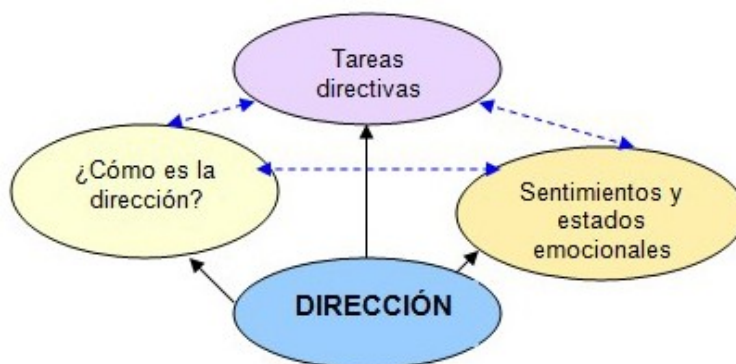 Tareas
directivas
¿Cómo es la
dirección?
Sentimientos y
estados
emocionales
DIRECCIÓN